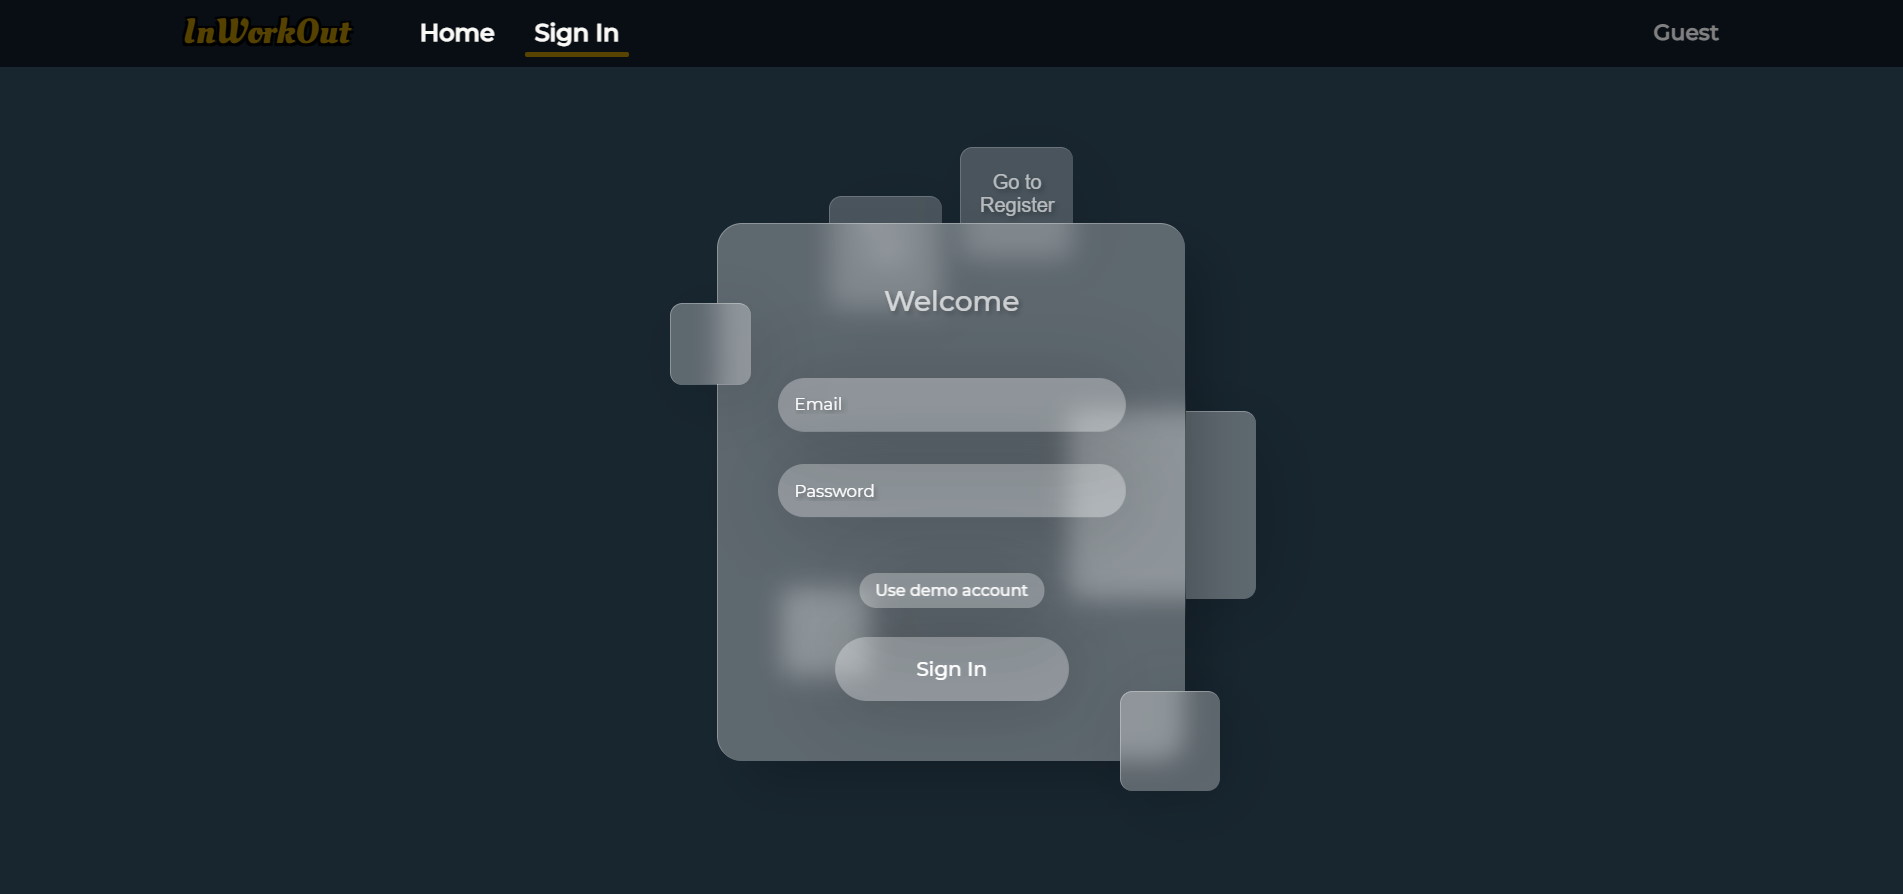 InWorkOut Home Sign In Guest
Go to
Register
Welcome
Email
Password
Use demo account
Sign In